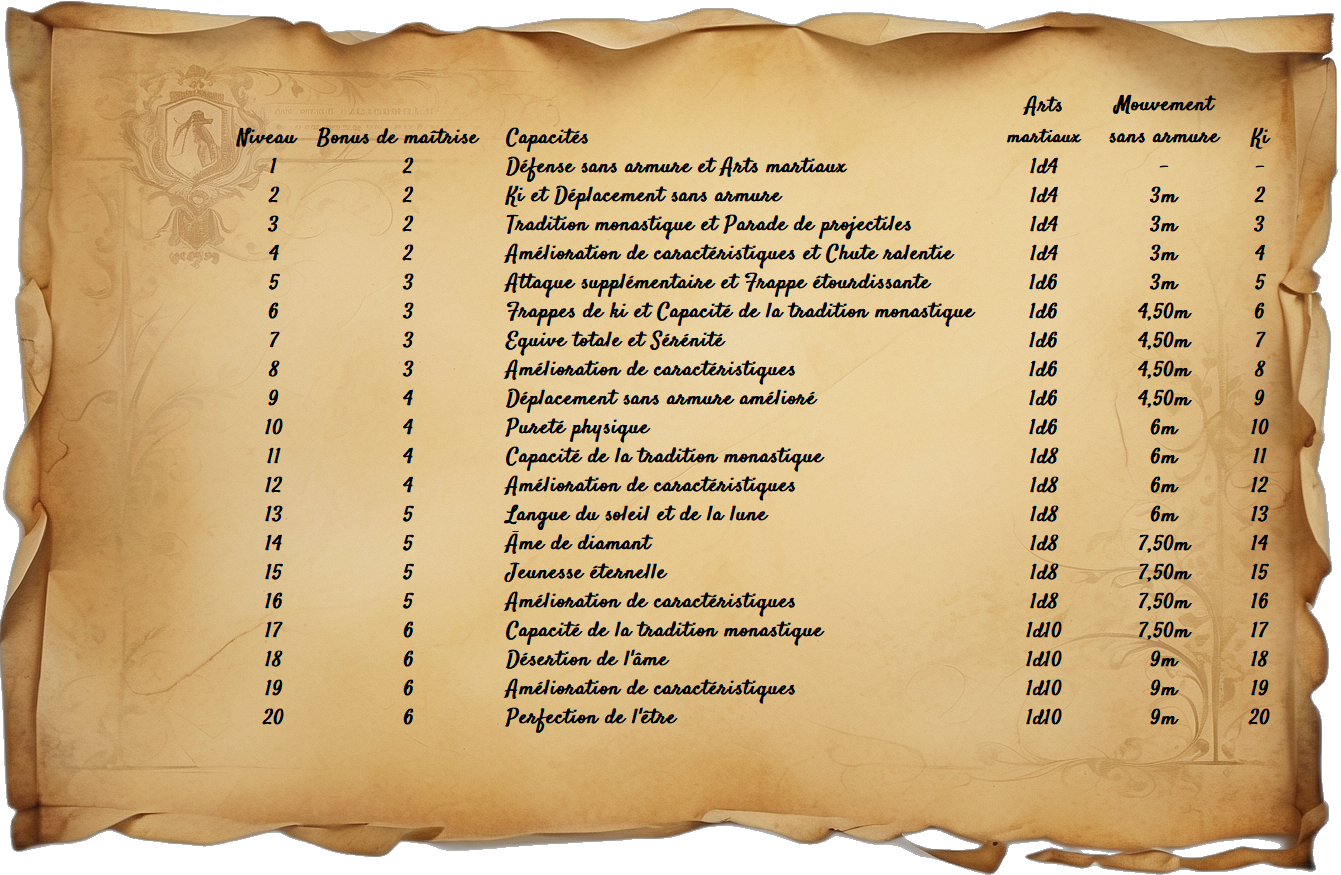 Arts Mouvement
Niveau Bonus de maîtrise Capacités martiaux sans armure Ki
1 2 Défense sans armure et Arts martiaux 1d4 - -
2 2 Ki et Déplacement sans armure 1d4 3m 2
3 2 Tradition monastique et Parade de projectiles 1d4 3m 3
4 2 Amélioration de caractéristiques et Chute ralentie 1d4 3m 4
5 3 Attaque supplémentaire et Frappe étourdissante 1d6 3m 5
6 3 Frappes de ki et Capacité de la tradition monastique 1d6 4,50m 6
7 3 Equive totale et Sérénité 1d6 4,50m 7
8 3 Amélioration de caractéristiques 1d6 4,50m 8
9 4 Déplacement sans armure amélioré 1d6 4,50m 9
10 4 Pureté physique 1d6 6m 10
11 4 Capacité de la tradition monastique 1d8 6m 11
12 4 Amélioration de caractéristiques 1d8 6m 12
13 5 Langue du soleil et de la lune 1d8 6m 13
14 5 Âme de diamant 1d8 7,50m 14
15 5 Jeunesse éternelle 1d8 7,50m 15
16 5 Amélioration de caractéristiques 1d8 7,50m 16
17 6 Capacité de la tradition monastique 1d10 7,50m 17
18 6 Désertion de l'âme 1d10 9m 18
19 6 Amélioration de caractéristiques 1d10 9m 19
20 6 Perfection de l'être 1d10 9m 20